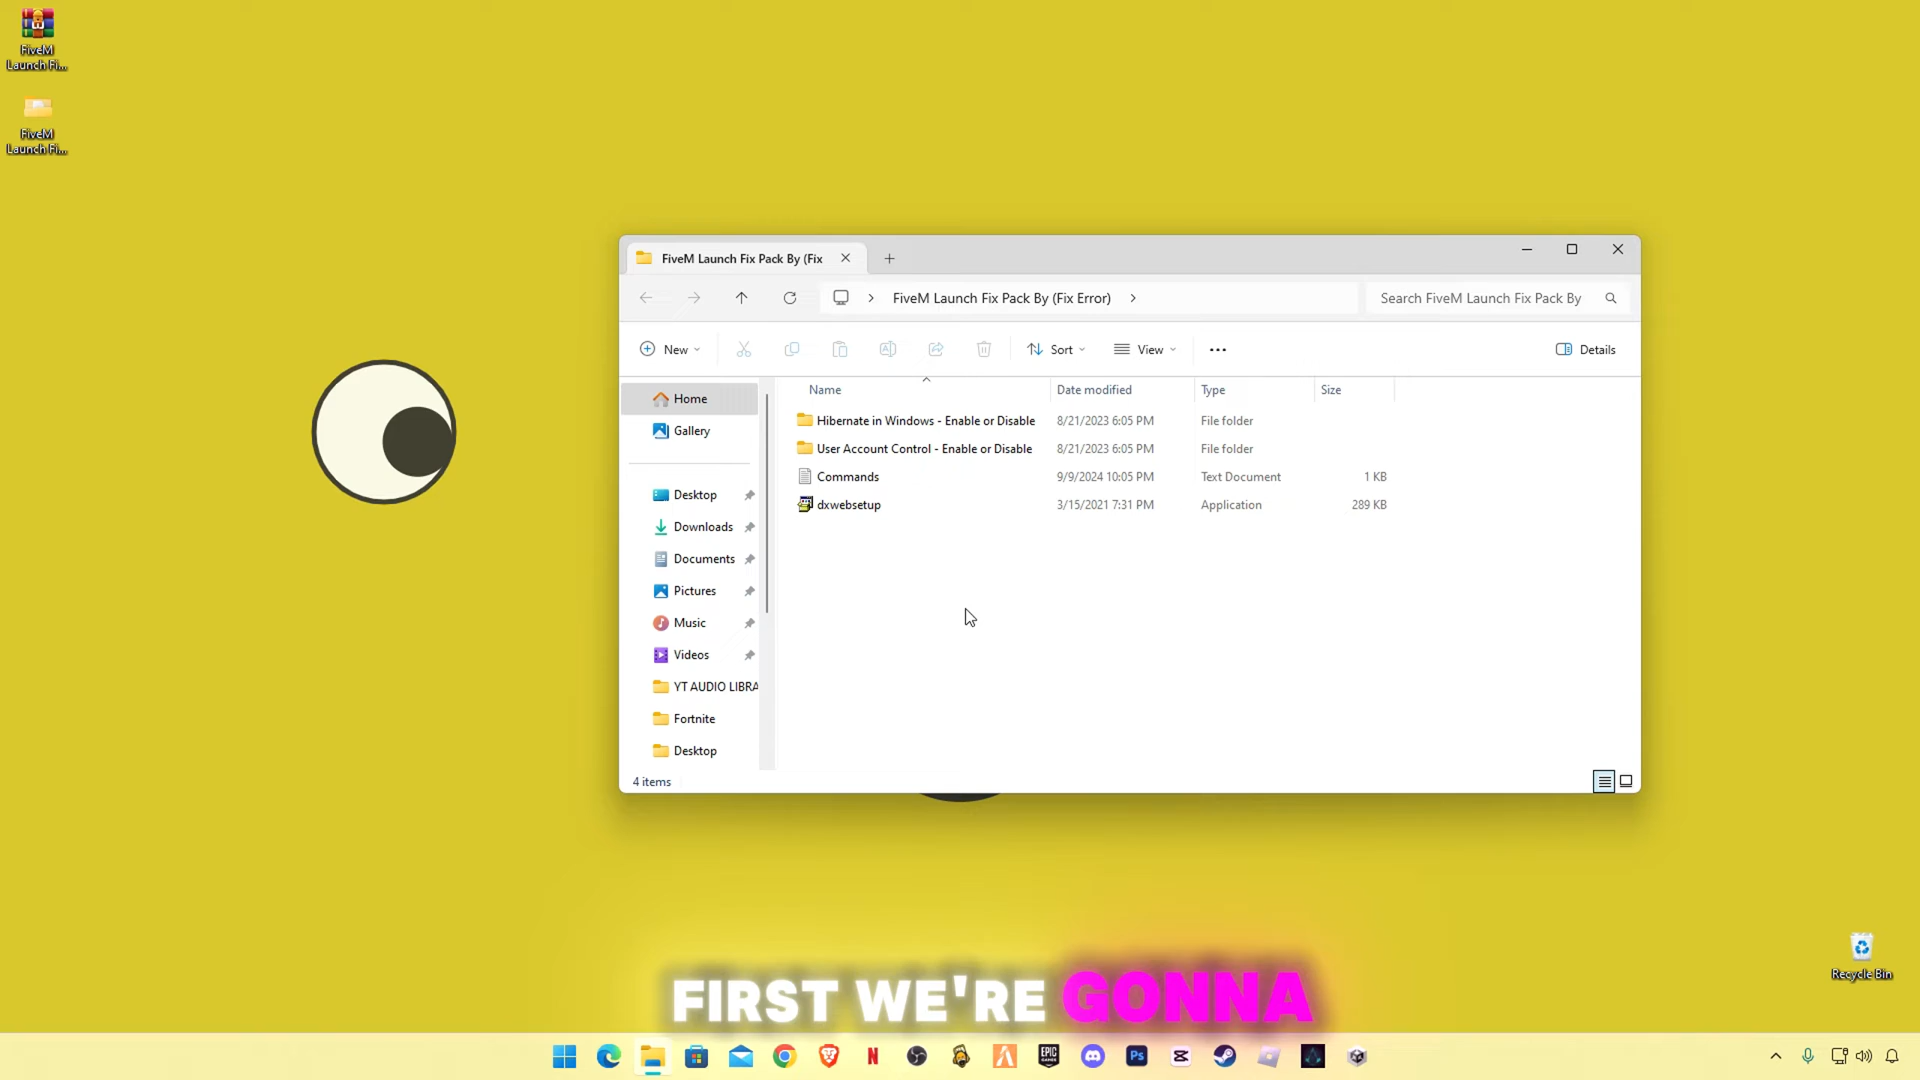 FiveM
Launch Fi...
FiveM
Launch Fi...
FiveM Launch Fix Pack By (Fix
FiveM Launch Fix Pack By (Fix Error)
Search FiveM Launch Fix Pack By
New
Sort
View
Details
Name
Date modified
Type
Size
Home
Gallery
Desktop
Downloads
Documents
Pictures
Music
Videos
YT AUDIO LIBRA
Fortnite
Desktop
Hibernate in Windows - Enable or Disable 8/21/2023 6:05 PM File folder
User Account Control - Enable or Disable 8/21/2023 6:05 PM File folder
Commands 9/9/2024 10:05 PM Text Document 1 KB
dxwebsetup 3/15/2021 7:31 PM Application 289 KB
4 items
Recycle Bin
FIRST WE'RE GONNA
N
EPIC
GAMES
Ps